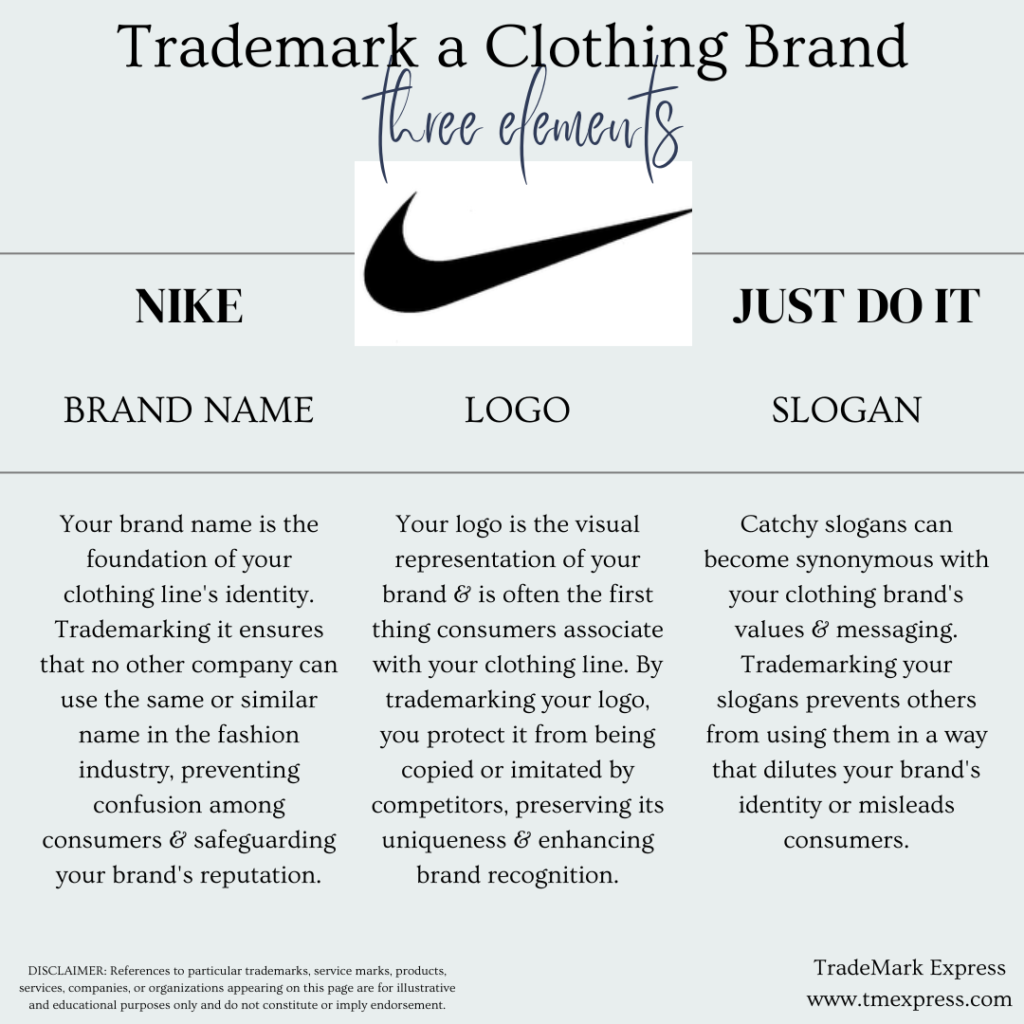 Trademark a Clothing Brand
three elements
NIKE
JUST DO IT
BRAND NAME
LOGO
SLOGAN
Your brand name is the
foundation of your
clothing line's identity.
Trademarking it ensures
that no other company can
use the same or similar
name in the fashion
industry, preventing
confusion among
consumers & safeguarding
your brand's reputation.
Your logo is the visual
representation of your
brand & is often the first
thing consumers associate
with your clothing line. By
trademarking your logo,
you protect it from being
copied or imitated by
competitors, preserving its
uniqueness & enhancing
brand recognition.
Catchy slogans can
become synonymous with
your clothing brand's
values & messaging.
Trademarking your
slogans prevents others
from using them in a way
that dilutes your brand's
identity or misleads
consumers.
DISCLAIMER: References to particular trademarks, service marks, products,
services, companies, or organizations appearing on this page are for illustrative
and educational purposes only and do not constitute or imply endorsement.
TradeMark Express
www.tmexpress.com